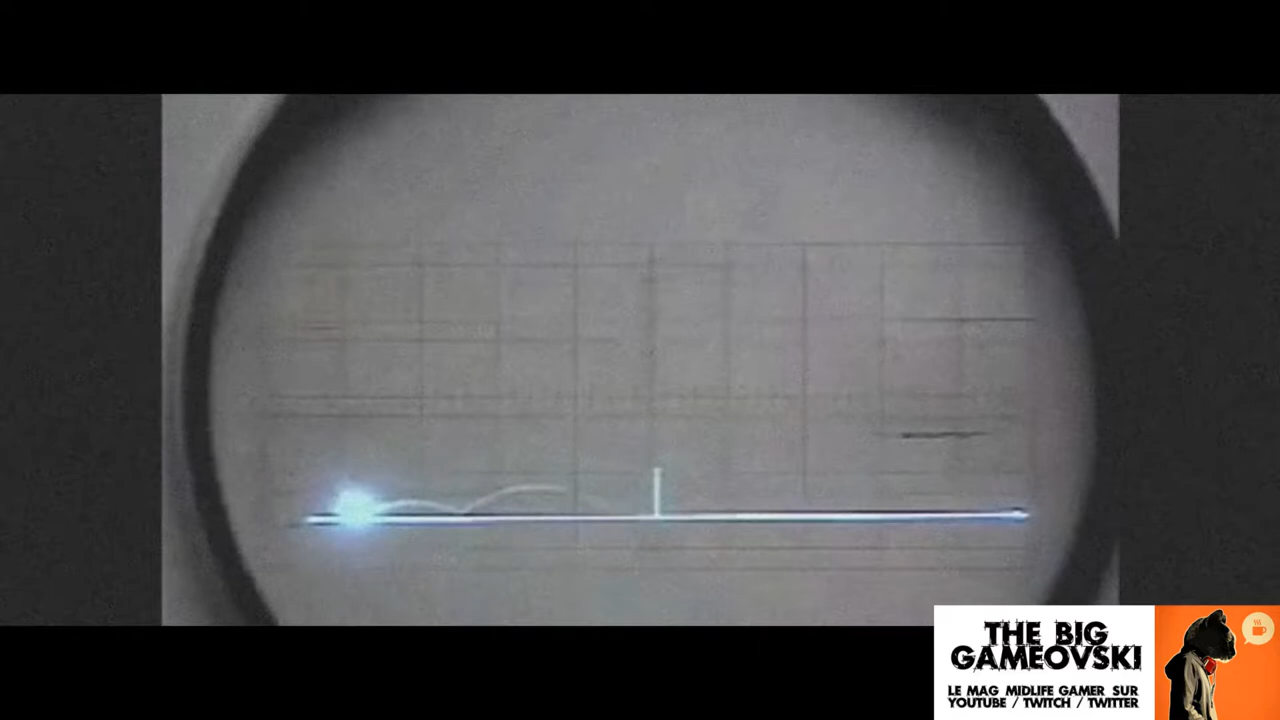 THE BIG
GAMEOVSKI
LE MAG MIDLIFE GAMER SUR
YOUTUBE / TWITCH / TWITTER